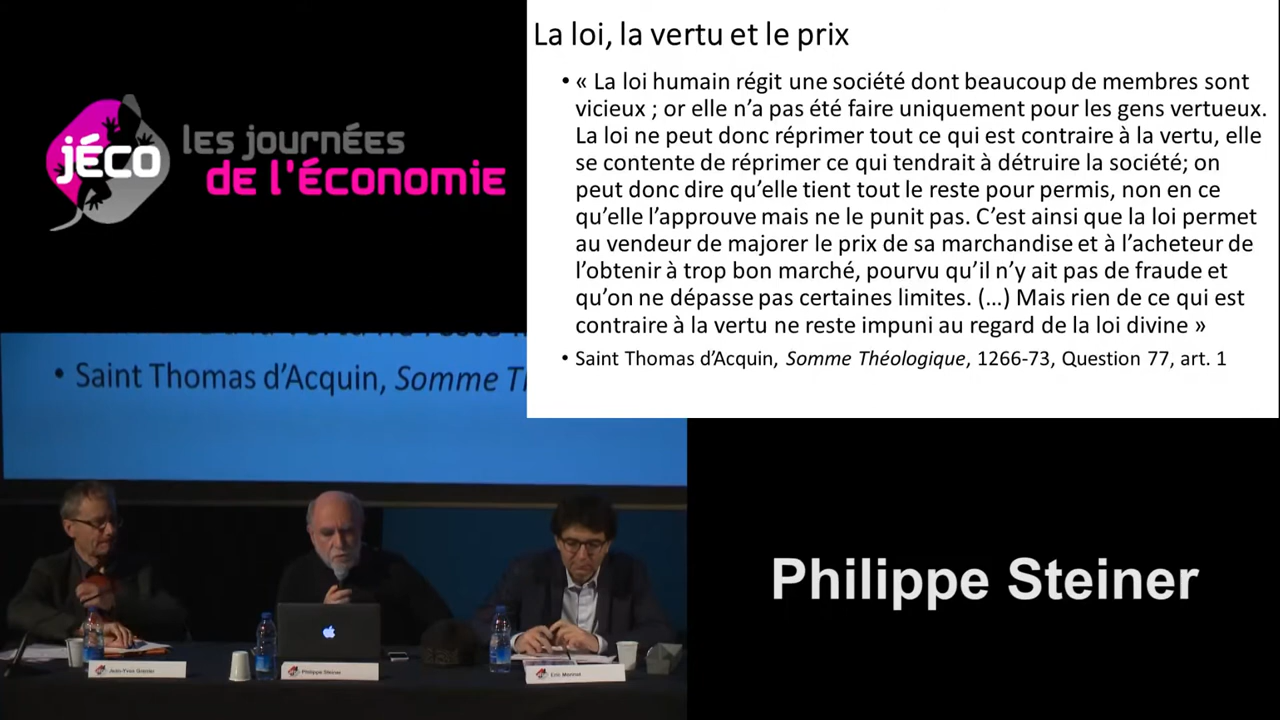 jéco
les journées
de l'économie
La loi, la vertu et le prix
• « La loi humain régit une société dont beaucoup de membres sont
vicieux ; or elle n'a pas été faire uniquement pour les gens vertueux.
La loi ne peut donc réprimer tout ce qui est contraire à la vertu, elle
se contente de réprimer ce qui tendrait à détruire la société; on
peut donc dire qu'elle tient tout le reste pour permis, non en ce
qu'elle l'approuve mais ne le punit pas. C'est ainsi que la loi permet
au vendeur de majorer le prix de sa marchandise et à l'acheteur de
l'obtenir à trop bon marché, pourvu qu'il n'y ait pas de fraude et
qu'on ne dépasse pas certaines limites. (...) Mais rien de ce qui est
contraire à la vertu ne reste impuni au regard de la loi divine »
• Saint Thomas d'Acquin, Somme Théologique, 1266-73, Question 77, art. 1
• Saint Thomas d'Acquin, Somme
Jean-Yves Grenier
Philippe Steiner
Eric Monnet
Philippe Steiner